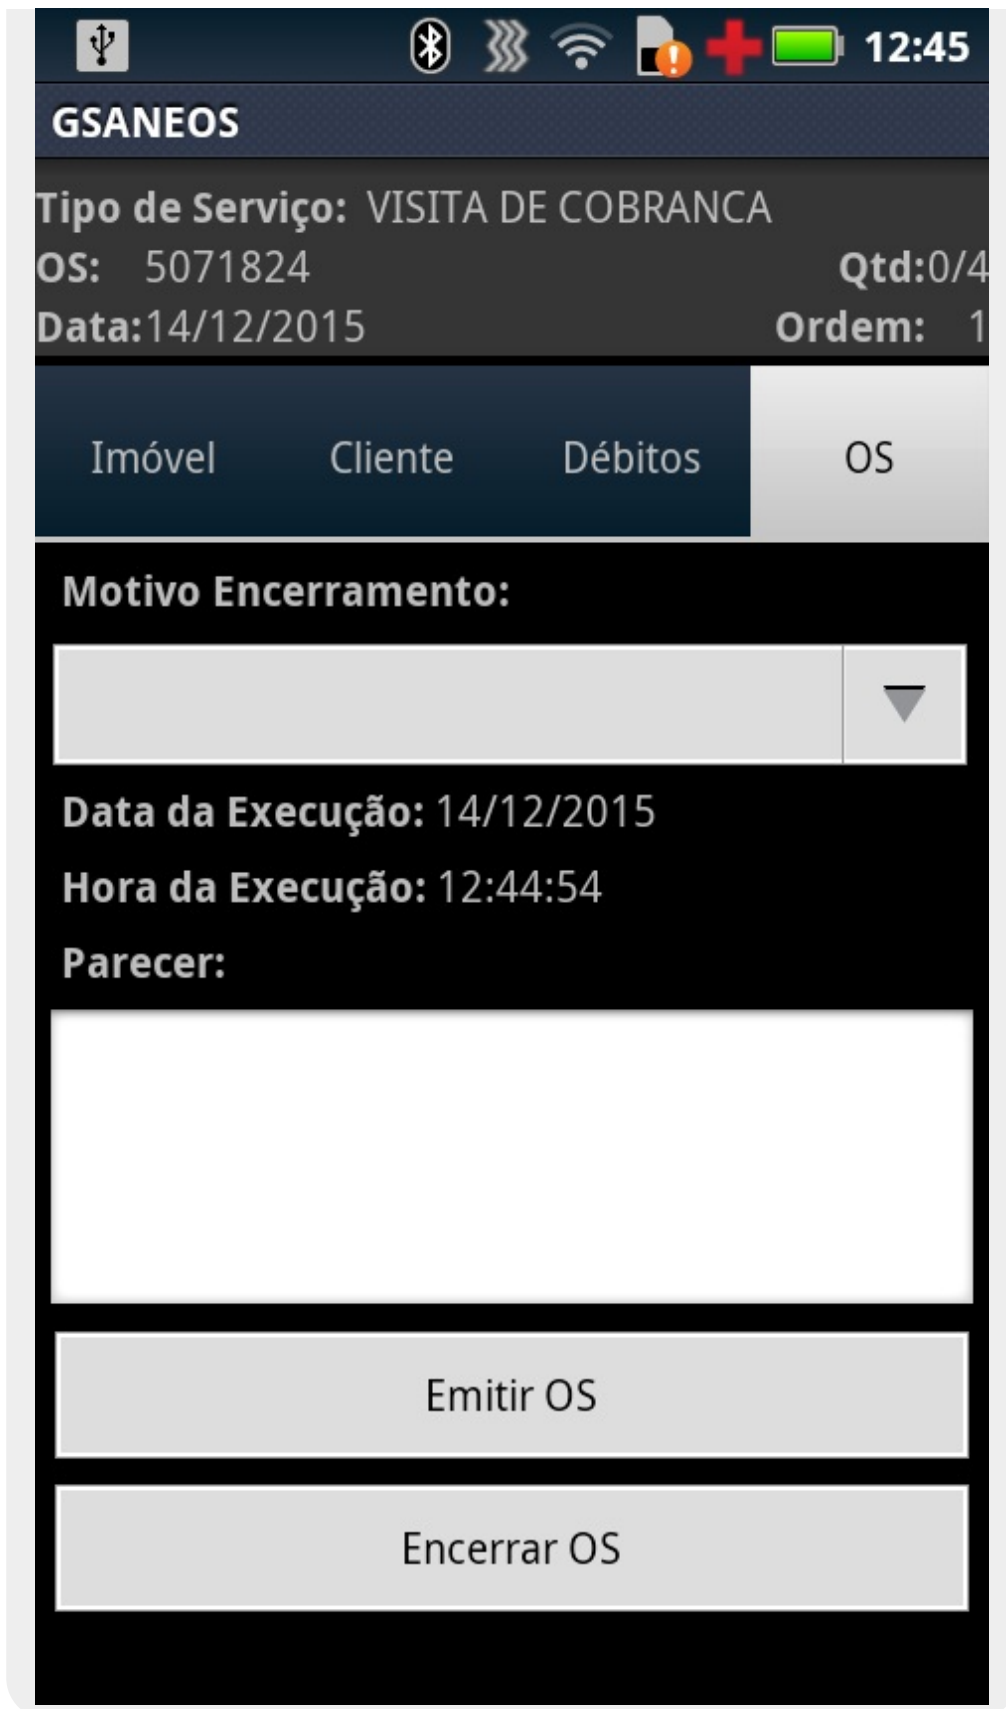 12:45
GSANEOS
Tipo de Serviço: VISITA DE COBRANCA
OS: 5071824 Qtd:0/4
Data:14/12/2015 Ordem: 1
Imóvel Cliente Débitos OS
Motivo Encerramento:
Data da Execução: 14/12/2015
Hora da Execução: 12:44:54
Parecer:
Emitir OS
Encerrar OS